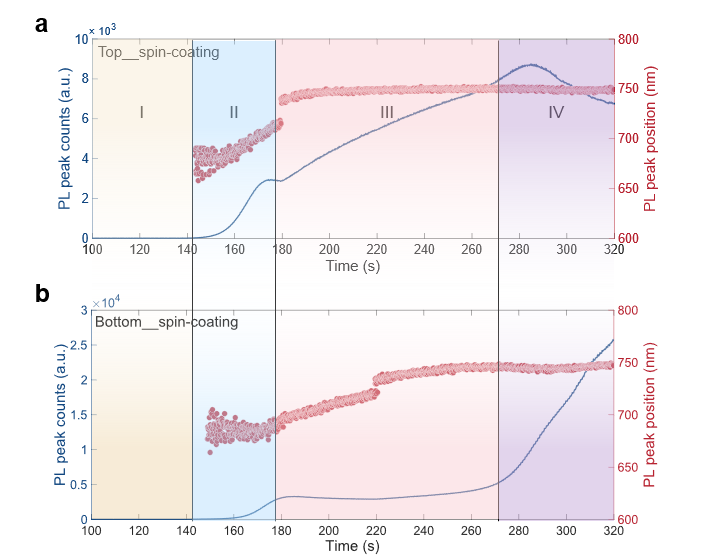 a
10 × 10³
800
Top__spin-coating
8
750
6
I
II
III
IV
700
4
650
2
0
600
PL peak counts (a.u.)
PL peak position (nm)
100 120 140 160 180 200 220 240 260 280 300 320
Time (s)
b
×10⁴
3
800
Bottom__spin-coating
2.5
750
2
1.5
700
1
650
0.5
0
600
PL peak counts (a.u.)
PL peak position (nm)
100 120 140 160 180 200 220 240 260 280 300 320
Time (s)